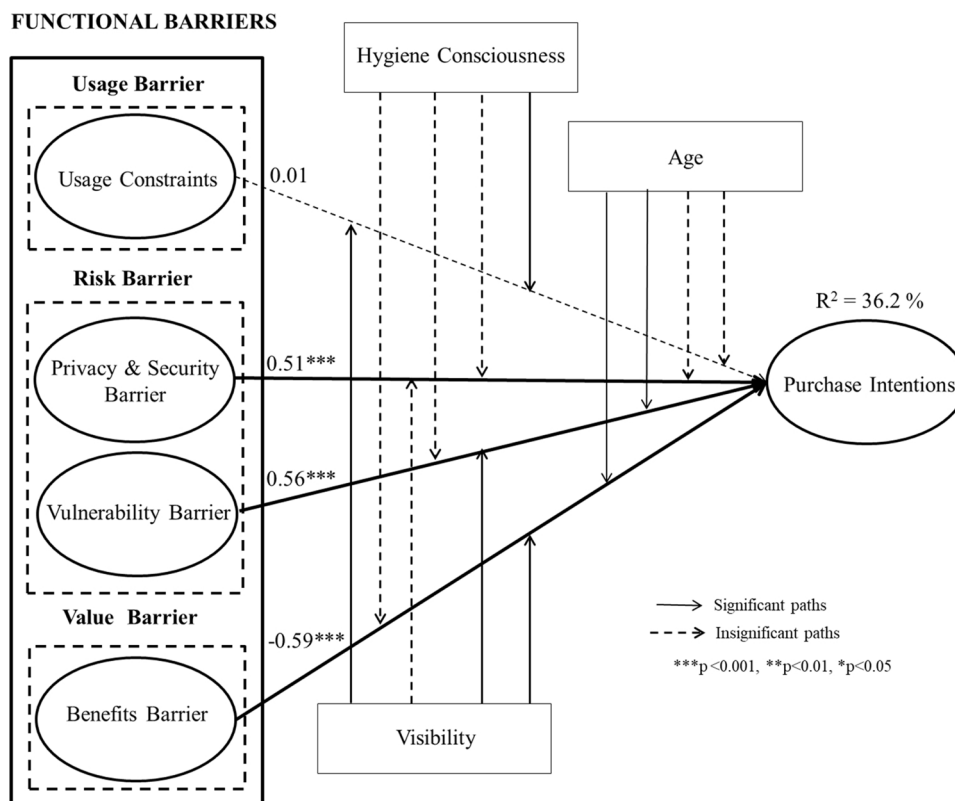 FUNCTIONAL BARRIERS
Usage Barrier
Usage Constraints
Risk Barrier
Privacy & Security
Barrier
Vulnerability Barrier
Value Barrier
Benefits Barrier
0.01
0.51***
0.56***
-0.59***
Hygiene Consciousness
Age
Visibility
R² = 36.2 %
Purchase Intentions
Significant paths
Insignificant paths
***p<0.001, **p<0.01, *p<0.05